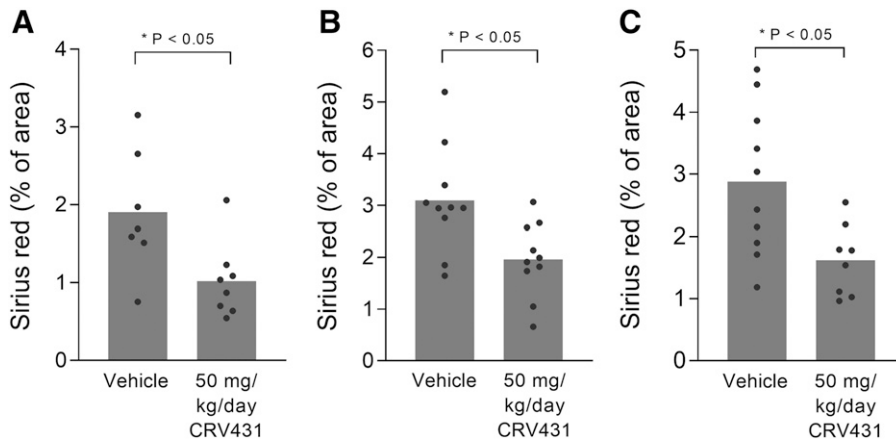 A
Sirius red (% of area)
* P < 0.05
4
3
2
1
0
Vehicle
50 mg/
kg/day
CRV431
B
Sirius red (% of area)
* P < 0.05
6
5
4
3
2
1
0
Vehicle
50 mg/
kg/day
CRV431
C
Sirius red (% of area)
* P < 0.05
5
4
3
2
1
0
Vehicle
50 mg/
kg/day
CRV431